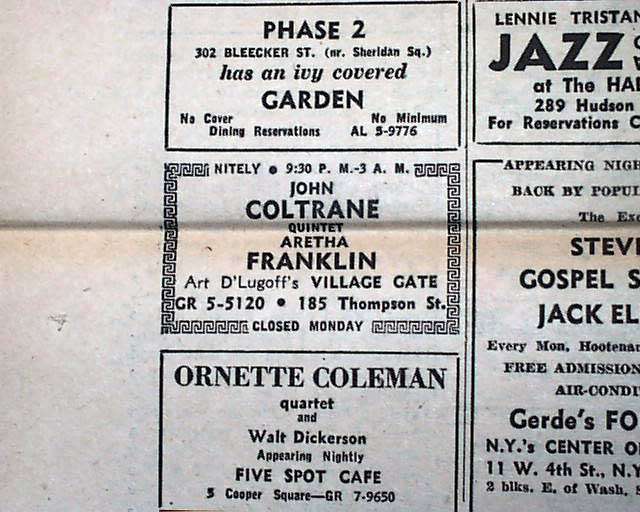 PHASE 2
302 BLEECKER ST. (nr. Sheridan Sq.)
has an ivy covered
GARDEN
No Cover No Minimum
Dining Reservations AL 5-9776
NITELY • 9:30 P. M.-3 A. M.
JOHN
COLTRANE
QUINTET
ARETHA
FRANKLIN
Art D'Lugoff's VILLAGE GATE
GR 5-5120 • 185 Thompson St.
CLOSED MONDAY
ORNETTE COLEMAN
quartet
and
Walt Dickerson
Appearing Nightly
FIVE SPOT CAFE
5 Cooper Square—GR 7-9650
LENNIE TRISTAN
JAZZ
at The HA
289 Hudson
For Reservations C
APPEARING NIG
BACK BY POPU
The Exc
STEV
GOSPEL S
JACK EL
Every Mon. Hootenan
FREE ADMISSION
AIR-CONDI
Gerde's FO
N.Y.'s CENTER O
11 W. 4th St., N.Y
2 blks. E. of Wash. S